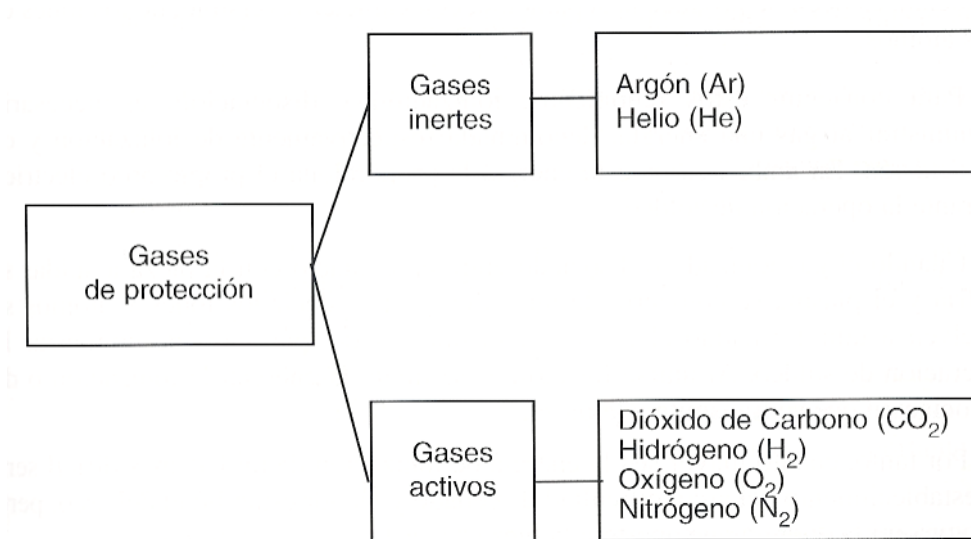 Gases
inertes
Argón (Ar)
Helio (He)
Gases
de protección
Gases
activos
Dióxido de Carbono (CO₂)
Hidrógeno (H₂)
Oxígeno (O₂)
Nitrógeno (N₂)